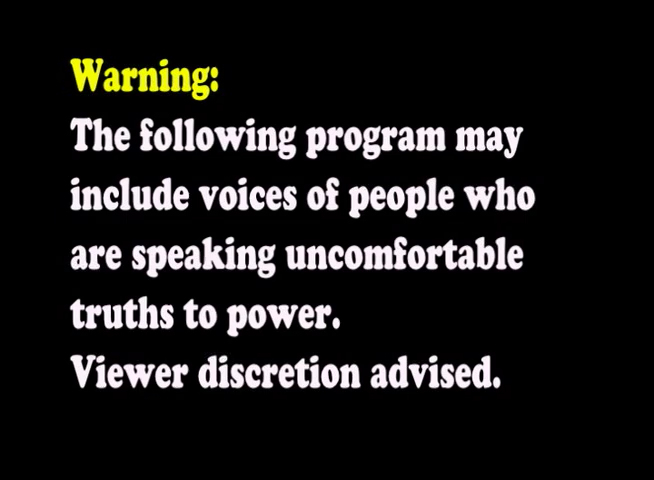 Warning:
The following program may
include voices of people who
are speaking uncomfortable
truths to power.
Viewer discretion advised.